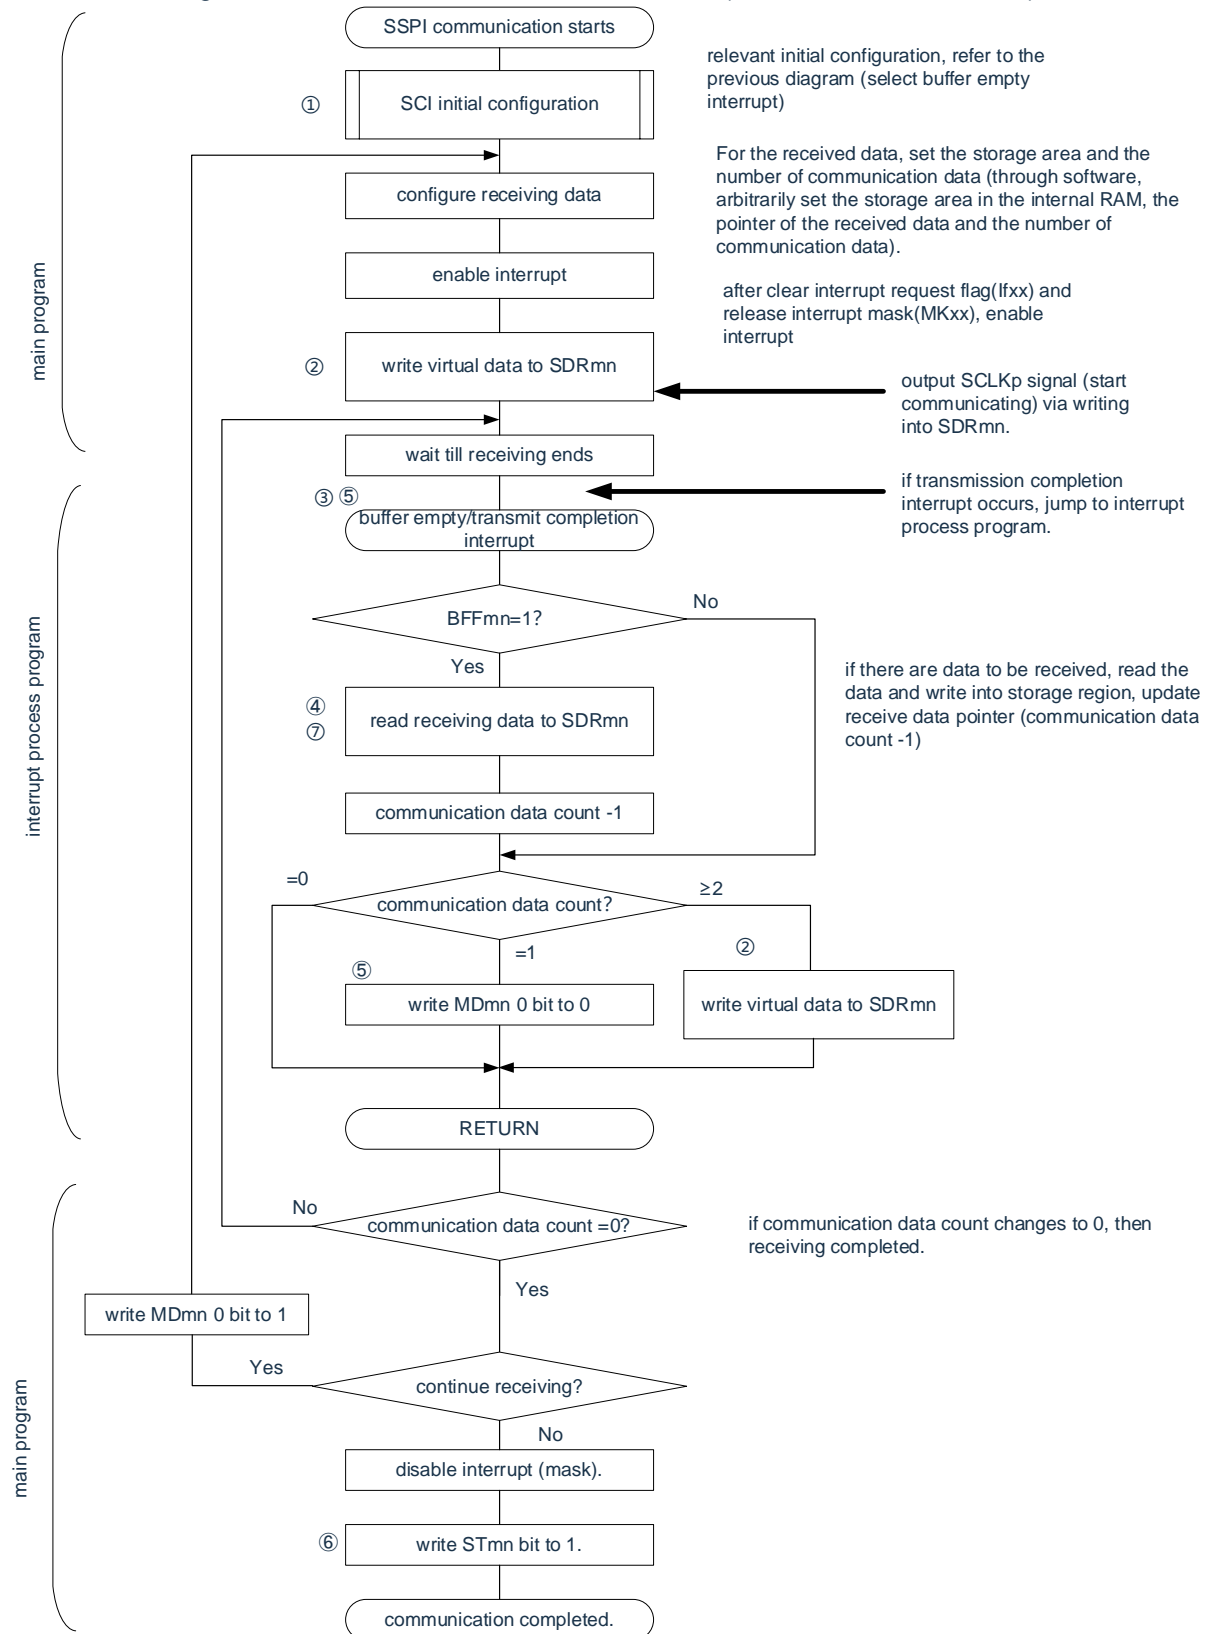 SSPI communication starts
relevant initial configuration, refer to the
previous diagram (select buffer empty
interrupt)
①
SCI initial configuration
For the received data, set the storage area and the
number of communication data (through software,
arbitrarily set the storage area in the internal RAM, the
pointer of the received data and the number of
communication data).
configure receiving data
main program
enable interrupt
after clear interrupt request flag(Ifxx) and
release interrupt mask(MKxx), enable
interrupt
②
write virtual data to SDRmn
output SCLKp signal (start
communicating) via writing
into SDRmn.
wait till receiving ends
if transmission completion
interrupt occurs, jump to interrupt
process program.
③ ⑤
buffer empty/transmit completion
interrupt
interrupt process program
BFFmn=1?
No
Yes
if there are data to be received, read the
data and write into storage region, update
receive data pointer (communication data
count -1)
④
⑦
read receiving data to SDRmn
communication data count -1
=0
communication data count?
≥2
=1
②
⑤
write MDmn 0 bit to 0
write virtual data to SDRmn
RETURN
No
communication data count =0?
if communication data count changes to 0, then
receiving completed.
Yes
write MDmn 0 bit to 1
Yes
continue receiving?
No
main program
disable interrupt (mask).
⑥
write STmn bit to 1.
communication completed.